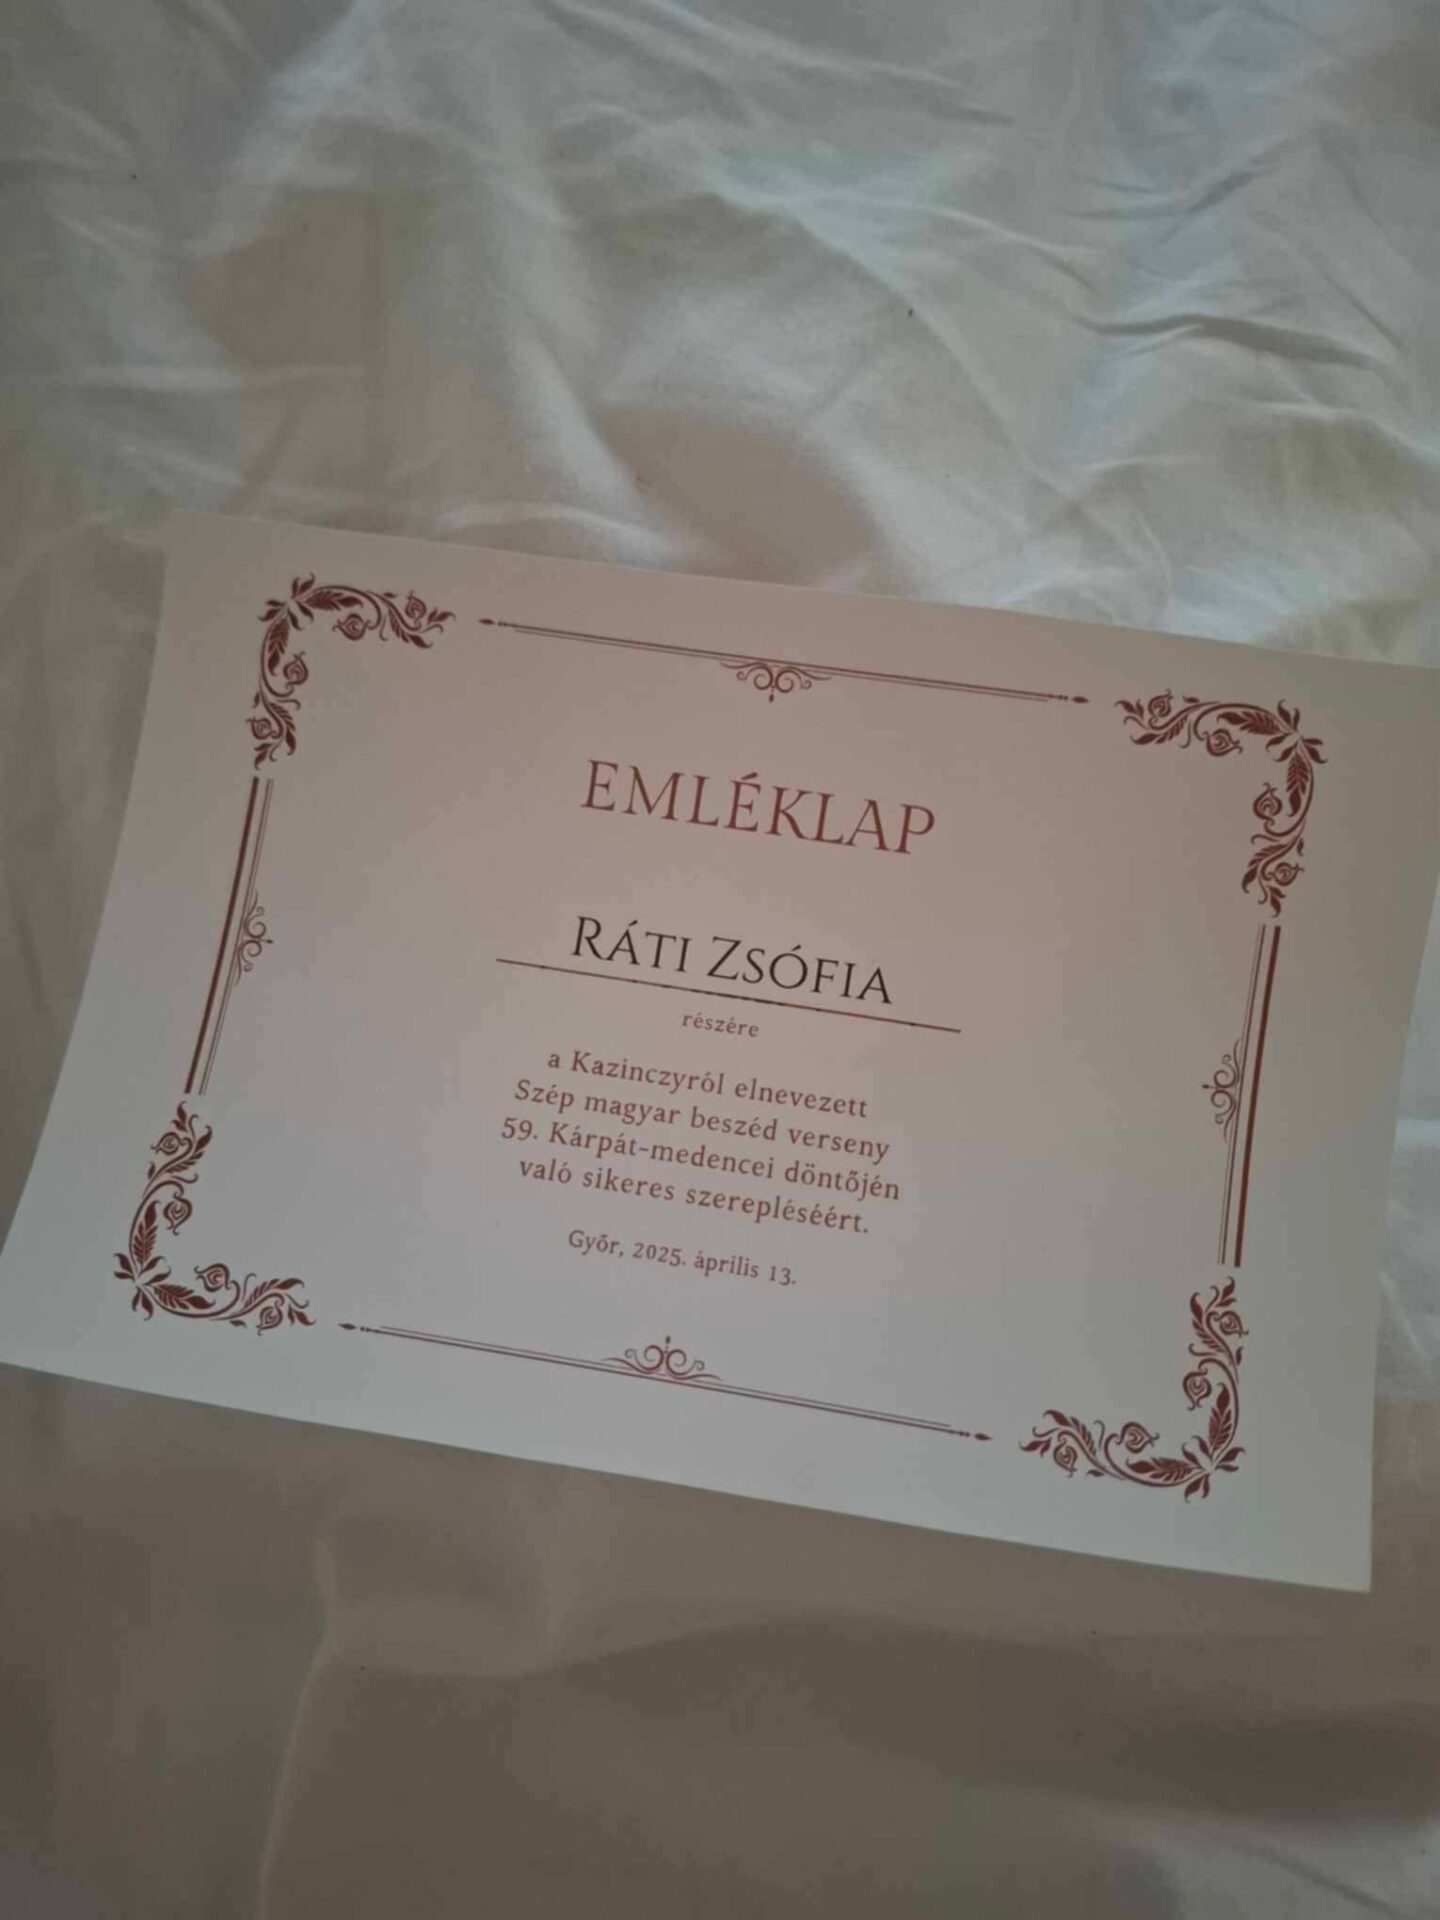 EMLÉKLAP
RÁTI ZSÓFIA
részére
a Kazinczyról elnevezett
Szép magyar beszéd verseny
59. Kárpát-medencei döntőjén
való sikeres szerepléséért.
Győr, 2025. április 13.